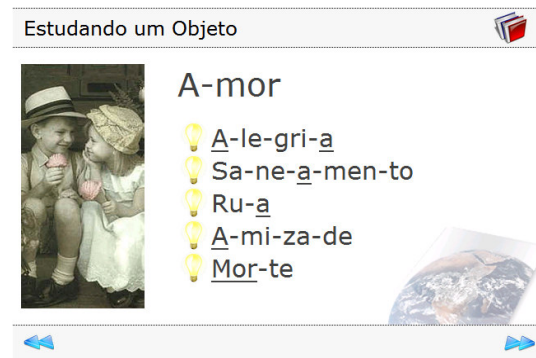 Estudando um Objeto
A-mor
A-le-gri-a
Sa-ne-a-men-to
Ru-a
A-mi-za-de
Mor-te